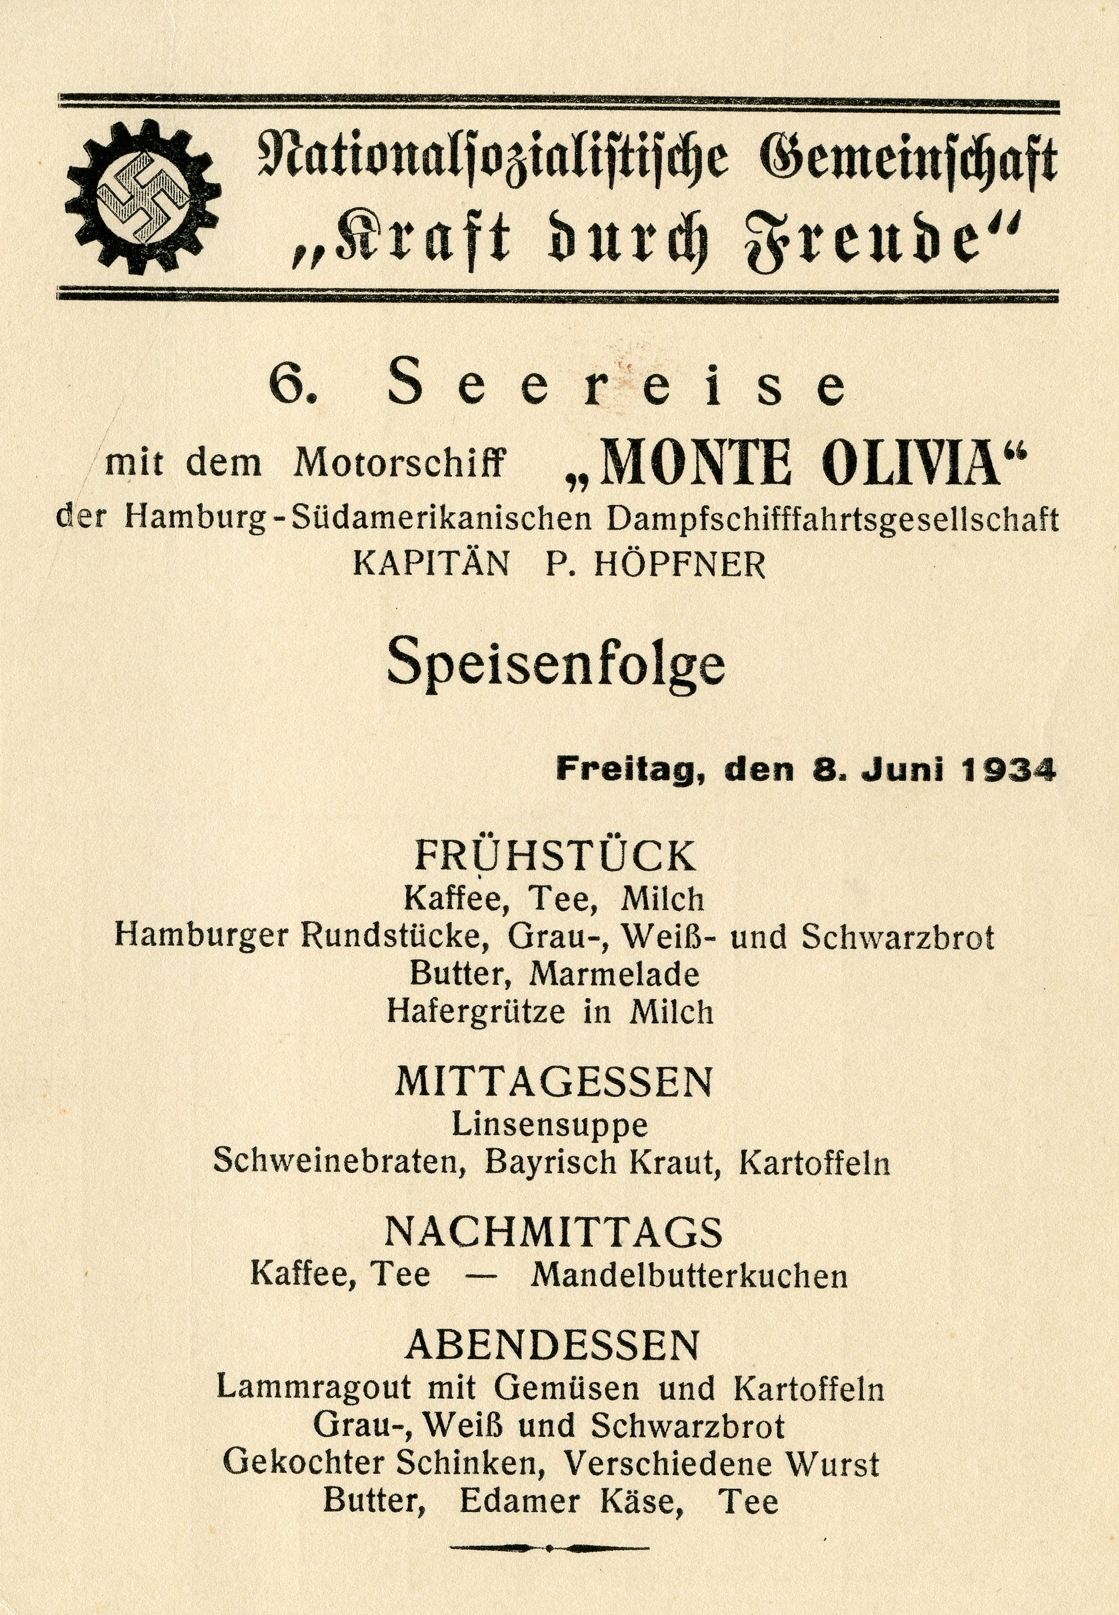 Nationalsozialistische Gemeinschaft
„Kraft durch Freude“
6. Seereise
mit dem Motorschiff „MONTE OLIVIA“
der Hamburg-Südamerikanischen Dampfschifffahrtsgesellschaft
KAPITÄN P. HÖPFNER
Speisenfolge
Freitag, den 8. Juni 1934
FRÜHSTÜCK
Kaffee, Tee, Milch
Hamburger Rundstücke, Grau-, Weiß- und Schwarzbrot
Butter, Marmelade
Hafergrütze in Milch
MITTAGESSEN
Linsensuppe
Schweinebraten, Bayrisch Kraut, Kartoffeln
NACHMITTAGS
Kaffee, Tee — Mandelbutterkuchen
ABENDESSEN
Lammragout mit Gemüsen und Kartoffeln
Grau-, Weiß und Schwarzbrot
Gekochter Schinken, Verschiedene Wurst
Butter, Edamer Käse, Tee